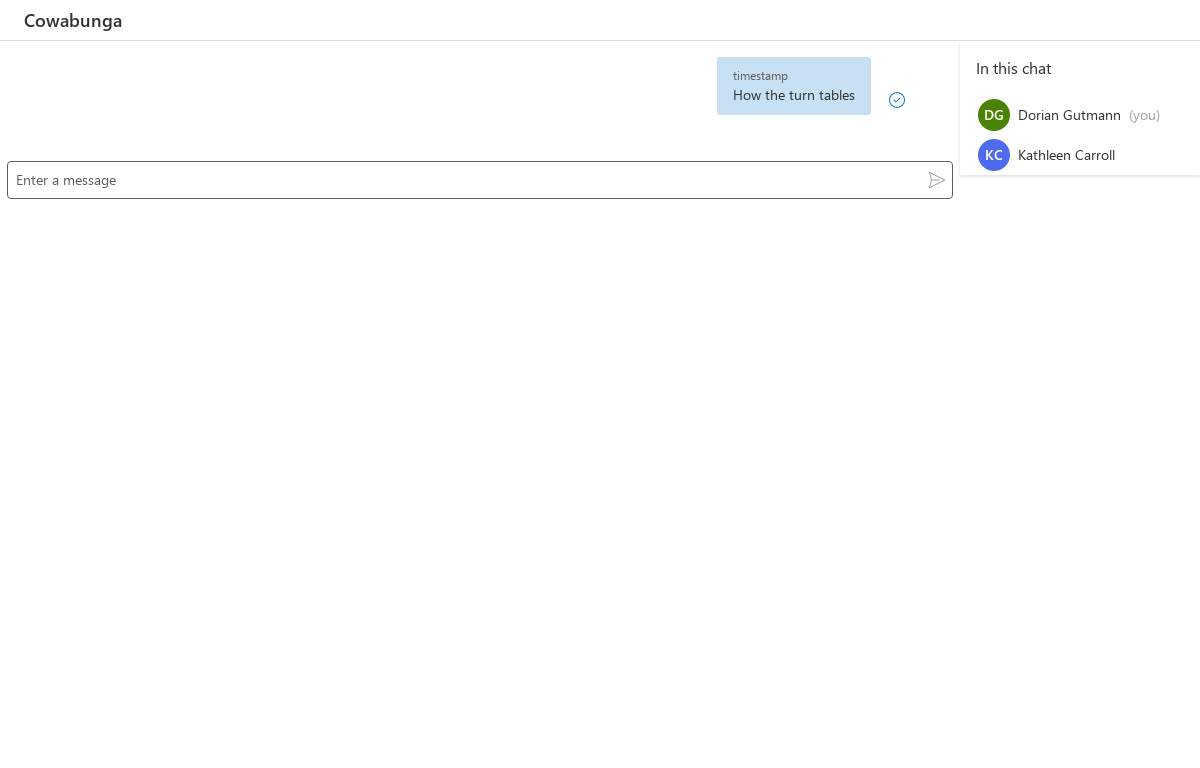 Cowabunga
timestamp
How the turn tables
Enter a message
In this chat
DG Dorian Gutmann (you)
KC Kathleen Carroll